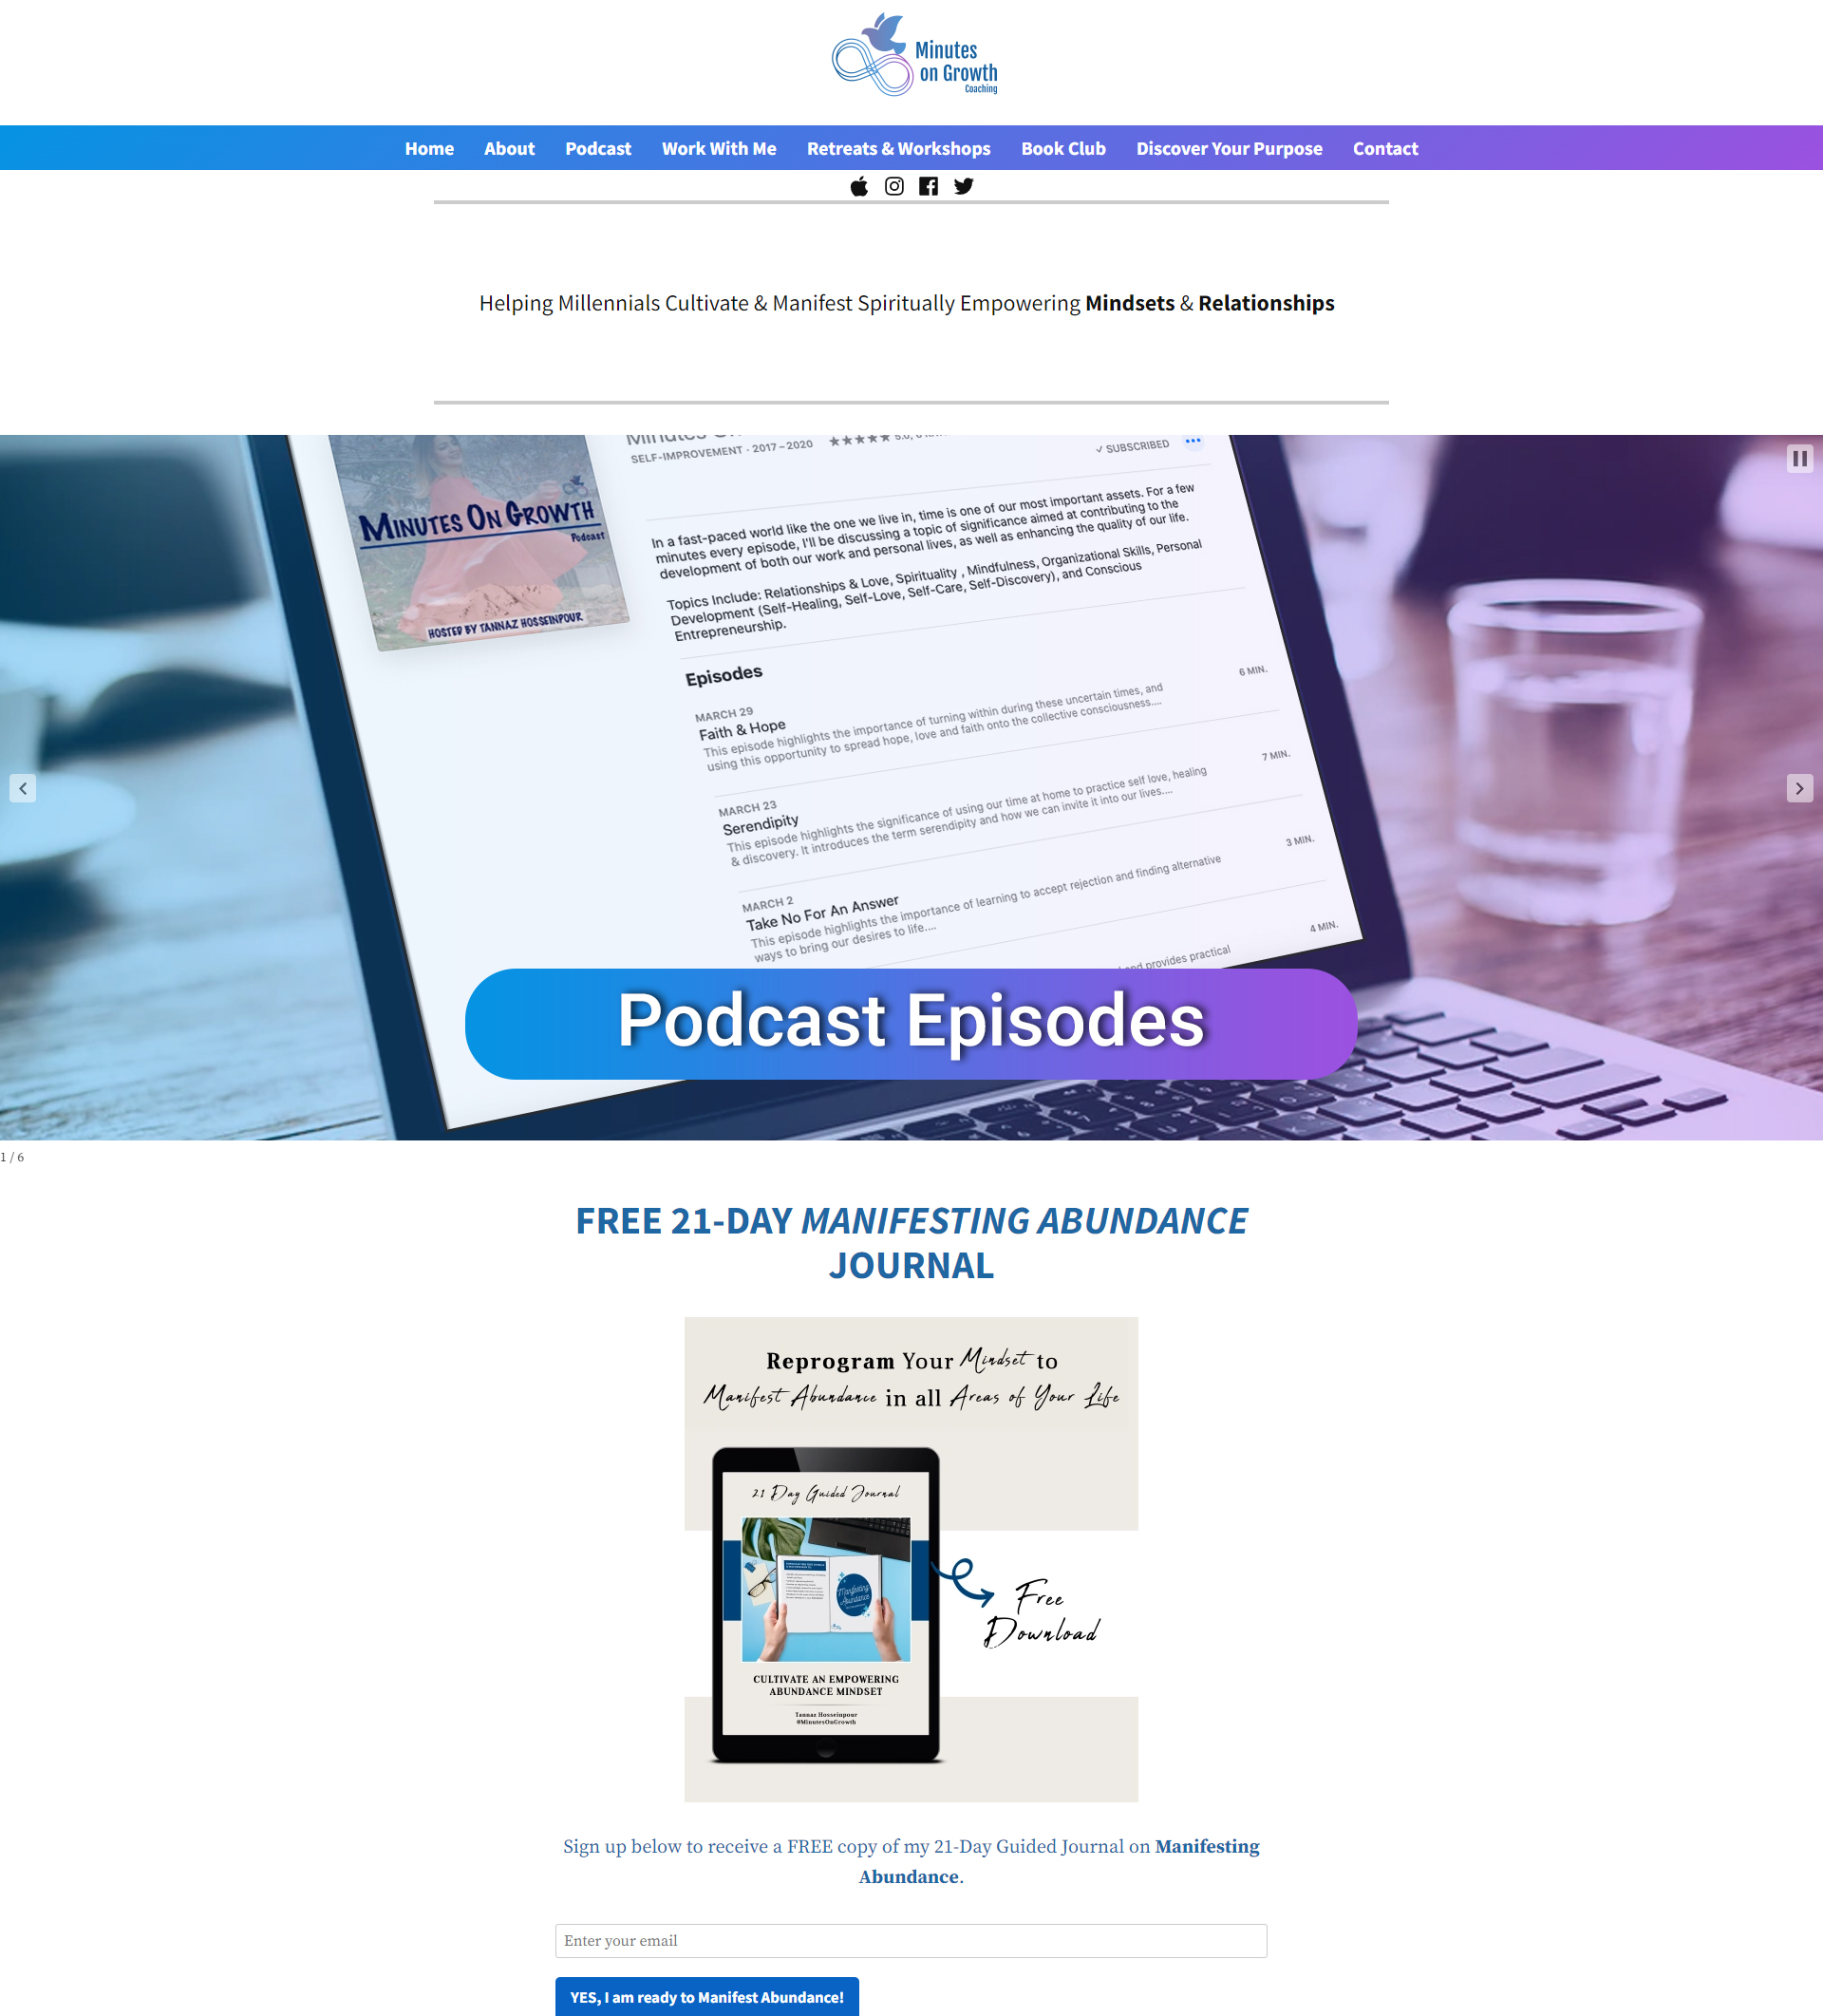 Minutes
on Growth
Coaching
Home About Podcast Work With Me Retreats & Workshops Book Club Discover Your Purpose Contact
Helping Millennials Cultivate & Manifest Spiritually Empowering Mindsets & Relationships
SELF-IMPROVEMENT · 2017–2020
✓ SUBSCRIBED
MINUTES ON GROWTH
Podcast
HOSTED BY TANNAZ HOSSEINPOUR
In a fast-paced world like the one we live in, time is one of our most important assets. For a few
minutes every episode, I'll be discussing a topic of significance aimed at contributing to the
development of both our work and personal lives, as well as enhancing the quality of our life.
Topics Include: Relationships & Love, Spirituality , Mindfulness, Organizational Skills, Personal
Development (Self-Healing, Self-Love, Self-Care, Self-Discovery), and Conscious
Entrepreneurship.
Episodes
MARCH 29
Faith & Hope
6 MIN.
This episode highlights the importance of turning within during these uncertain times, and
using this opportunity to spread hope, love and faith onto the collective consciousness....
MARCH 23
Serendipity
7 MIN.
This episode highlights the significance of using our time at home to practice self love, healing
& discovery. It introduces the term serendipity and how we can invite it into our lives....
MARCH 2
Take No For An Answer
3 MIN.
This episode highlights the importance of learning to accept rejection and finding alternative
ways to bring our desires to life....
4 MIN.
and provides practical
Podcast Episodes
1 / 6
FREE 21-DAY MANIFESTING ABUNDANCE
JOURNAL
Reprogram Your Mindset to
Manifest Abundance in all Areas of Your Life
21 Day Guided Journal
Manifesting
Abundance
CULTIVATE AN EMPOWERING
ABUNDANCE MINDSET
Tannaz Hosseinpour
@MinutesOnGrowth
Free
Download
Sign up below to receive a FREE copy of my 21-Day Guided Journal on Manifesting
Abundance.
Enter your email
YES, I am ready to Manifest Abundance!